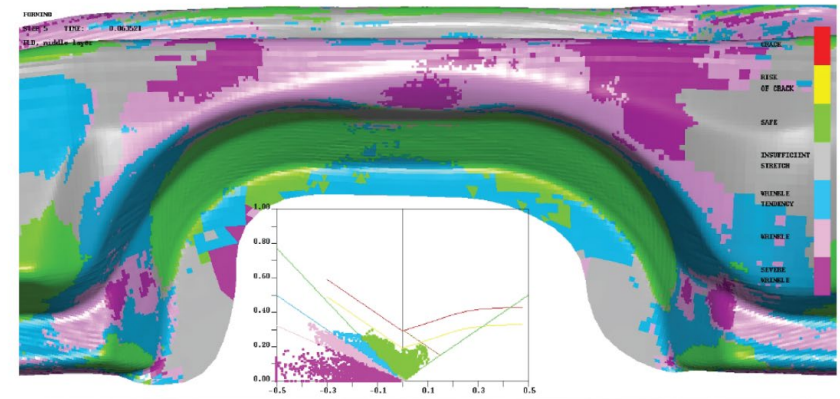 FORMING
STEP 5 TIME: 0.063521
FLD, middle layer
CRACK
RISK
OF CRACK
SAFE
INSUFFICIENT
STRETCH
WRINKLE
TENDENCY
WRINKLE
SEVERE
WRINKLE
1.00
0.80
0.60
0.40
0.20
0.00
-0.5 -0.3 -0.1 0.1 0.3 0.5